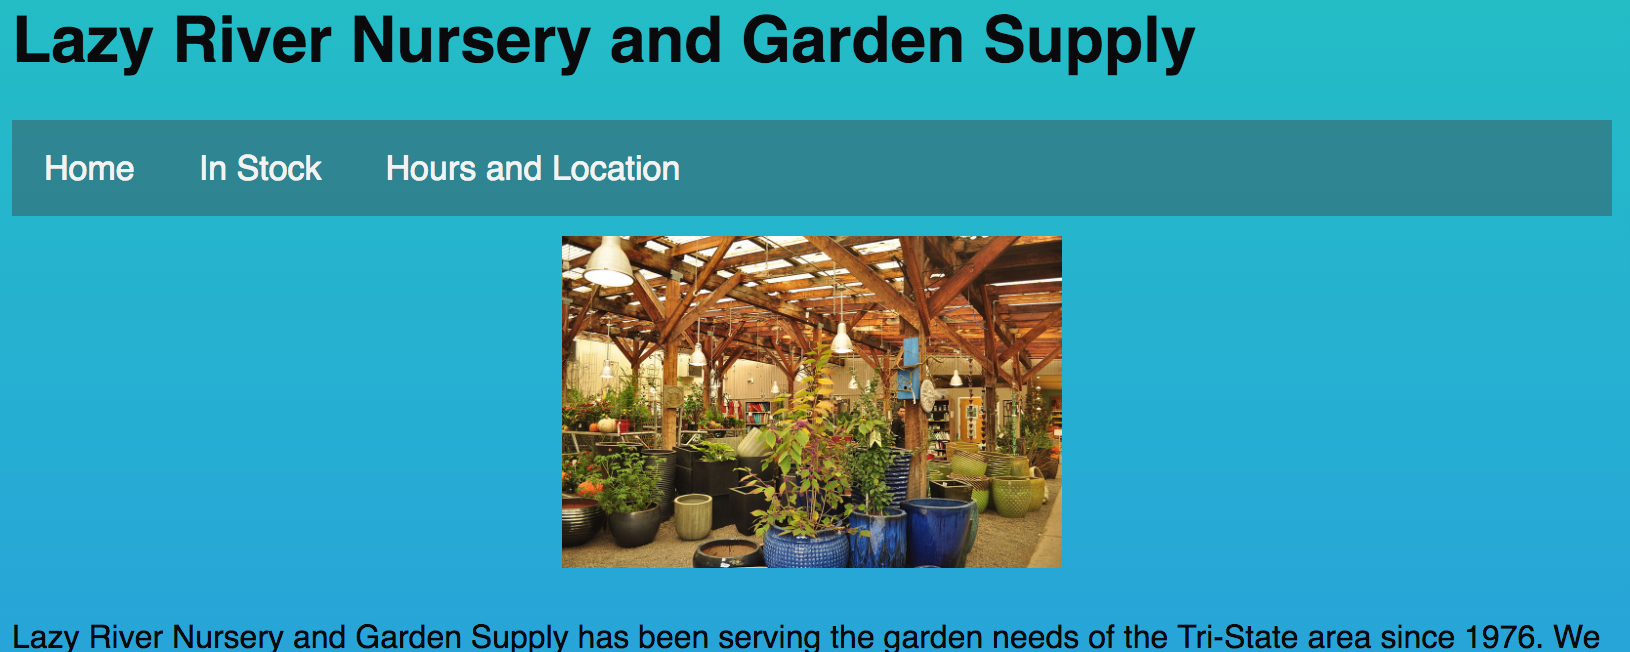 Lazy River Nursery and Garden Supply
Home In Stock Hours and Location
Lazy River Nursery and Garden Supply has been serving the garden needs of the Tri-State area since 1976. We